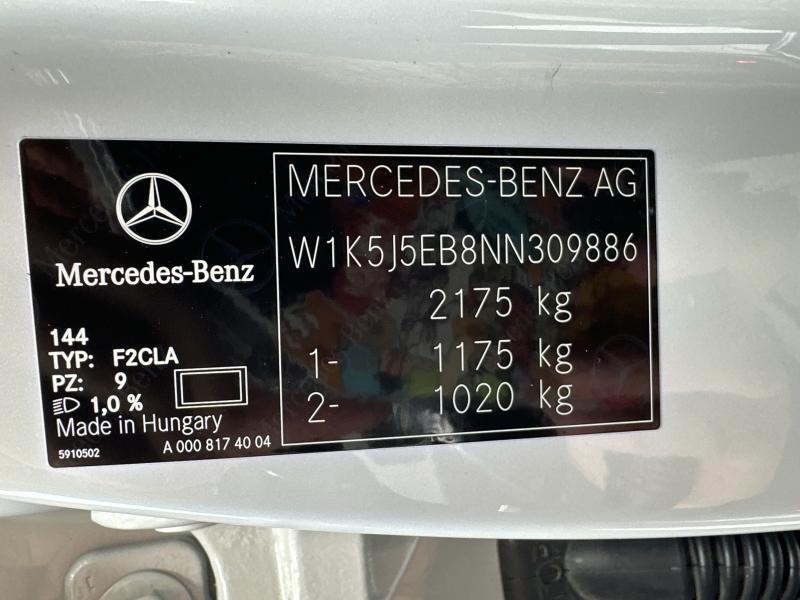 Mercedes-Benz
144
TYP: F2CLA
PZ: 9
1,0 %
Made in Hungary
5910502
A 000 817 40 04
MERCEDES-BENZ AG
W1K5J5EB8NN309886
2175 kg
1- 1175 kg
2- 1020 kg